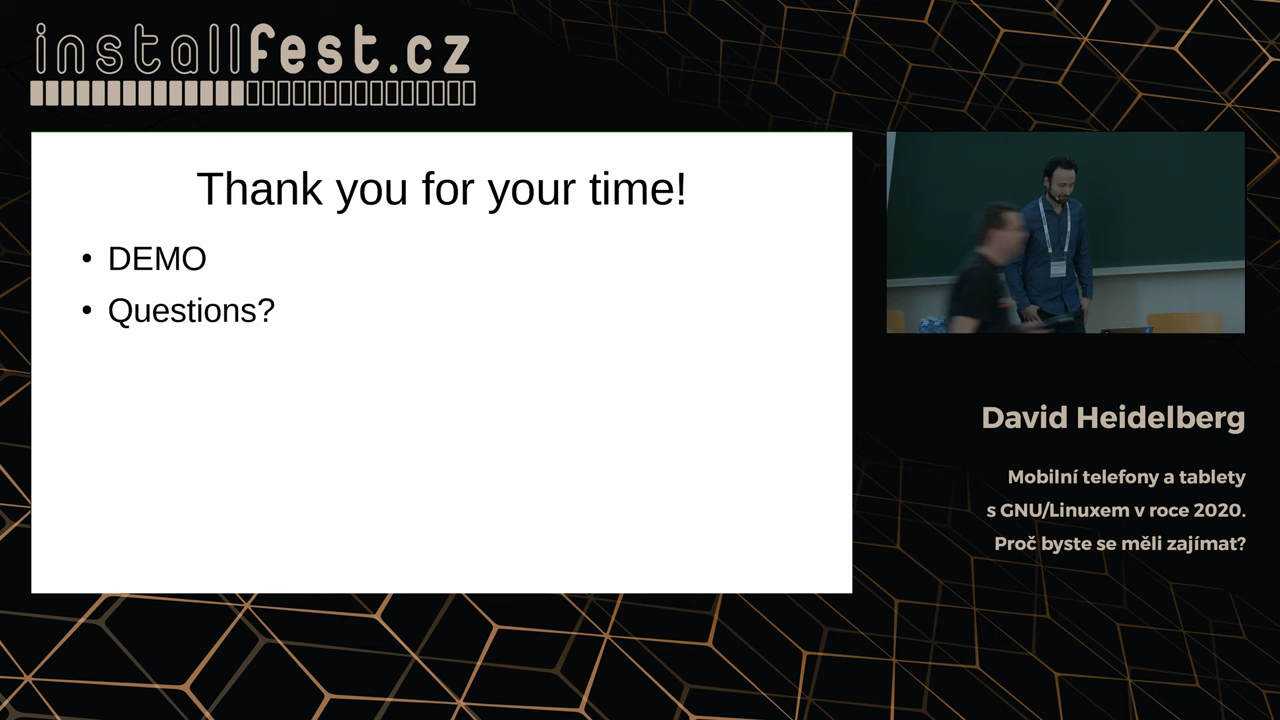 installfest.cz
Thank you for your time!
• DEMO
• Questions?
David Heidelberg
Mobilní telefony a tablety
s GNU/Linuxem v roce 2020.
Proč byste se měli zajímat?